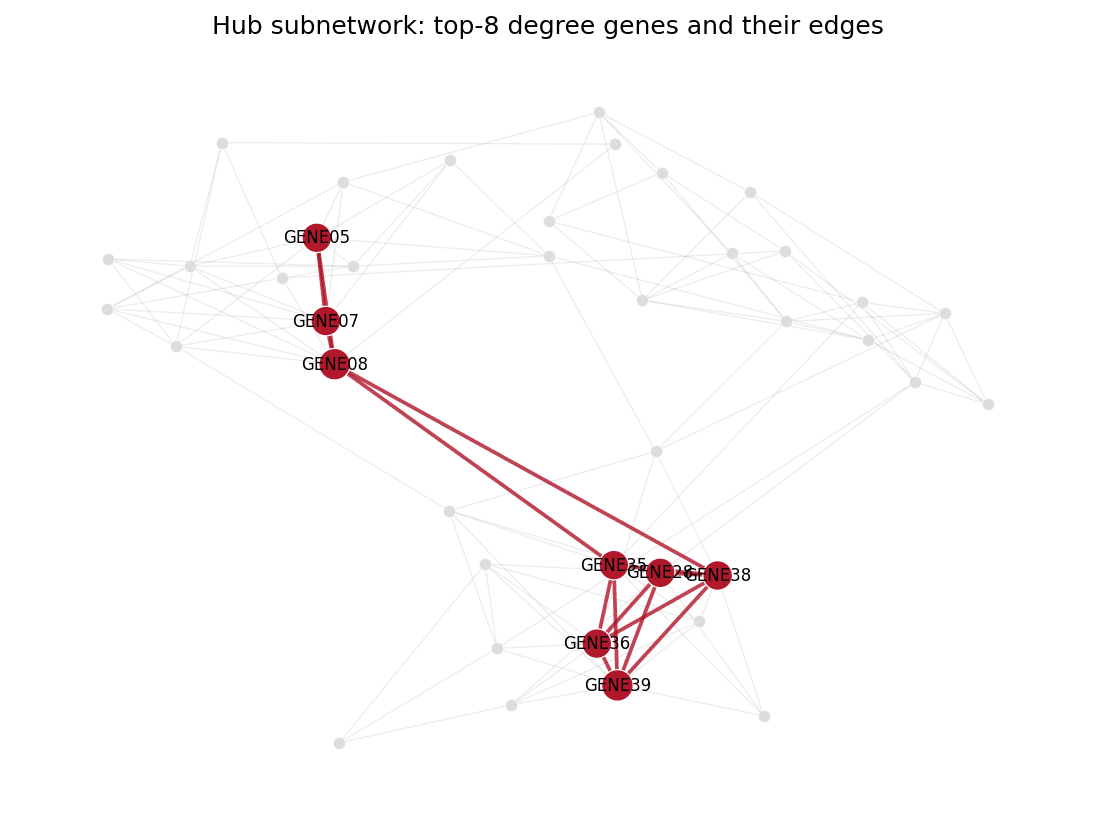 Hub subnetwork: top-8 degree genes and their edges
GENE05
GENE07
GENE08
GENE35
GENE28
GENE38
GENE36
GENE39